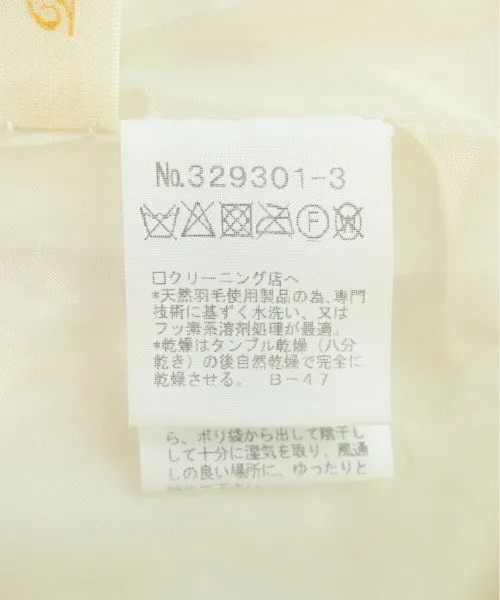 No.329301-3
F W
口クリーニング店へ
*天然羽毛使用製品の為、専門
技術に基ずく水洗い、又は
フッ素系溶剤処理が最適。
*乾燥はタンブル乾燥（八分
乾き）の後自然乾燥で完全に
乾燥させる。 B-47
ら、ポリ袋から出して陰干し
して十分に湿気を取り、風通
しの良い場所に、ゆったりと